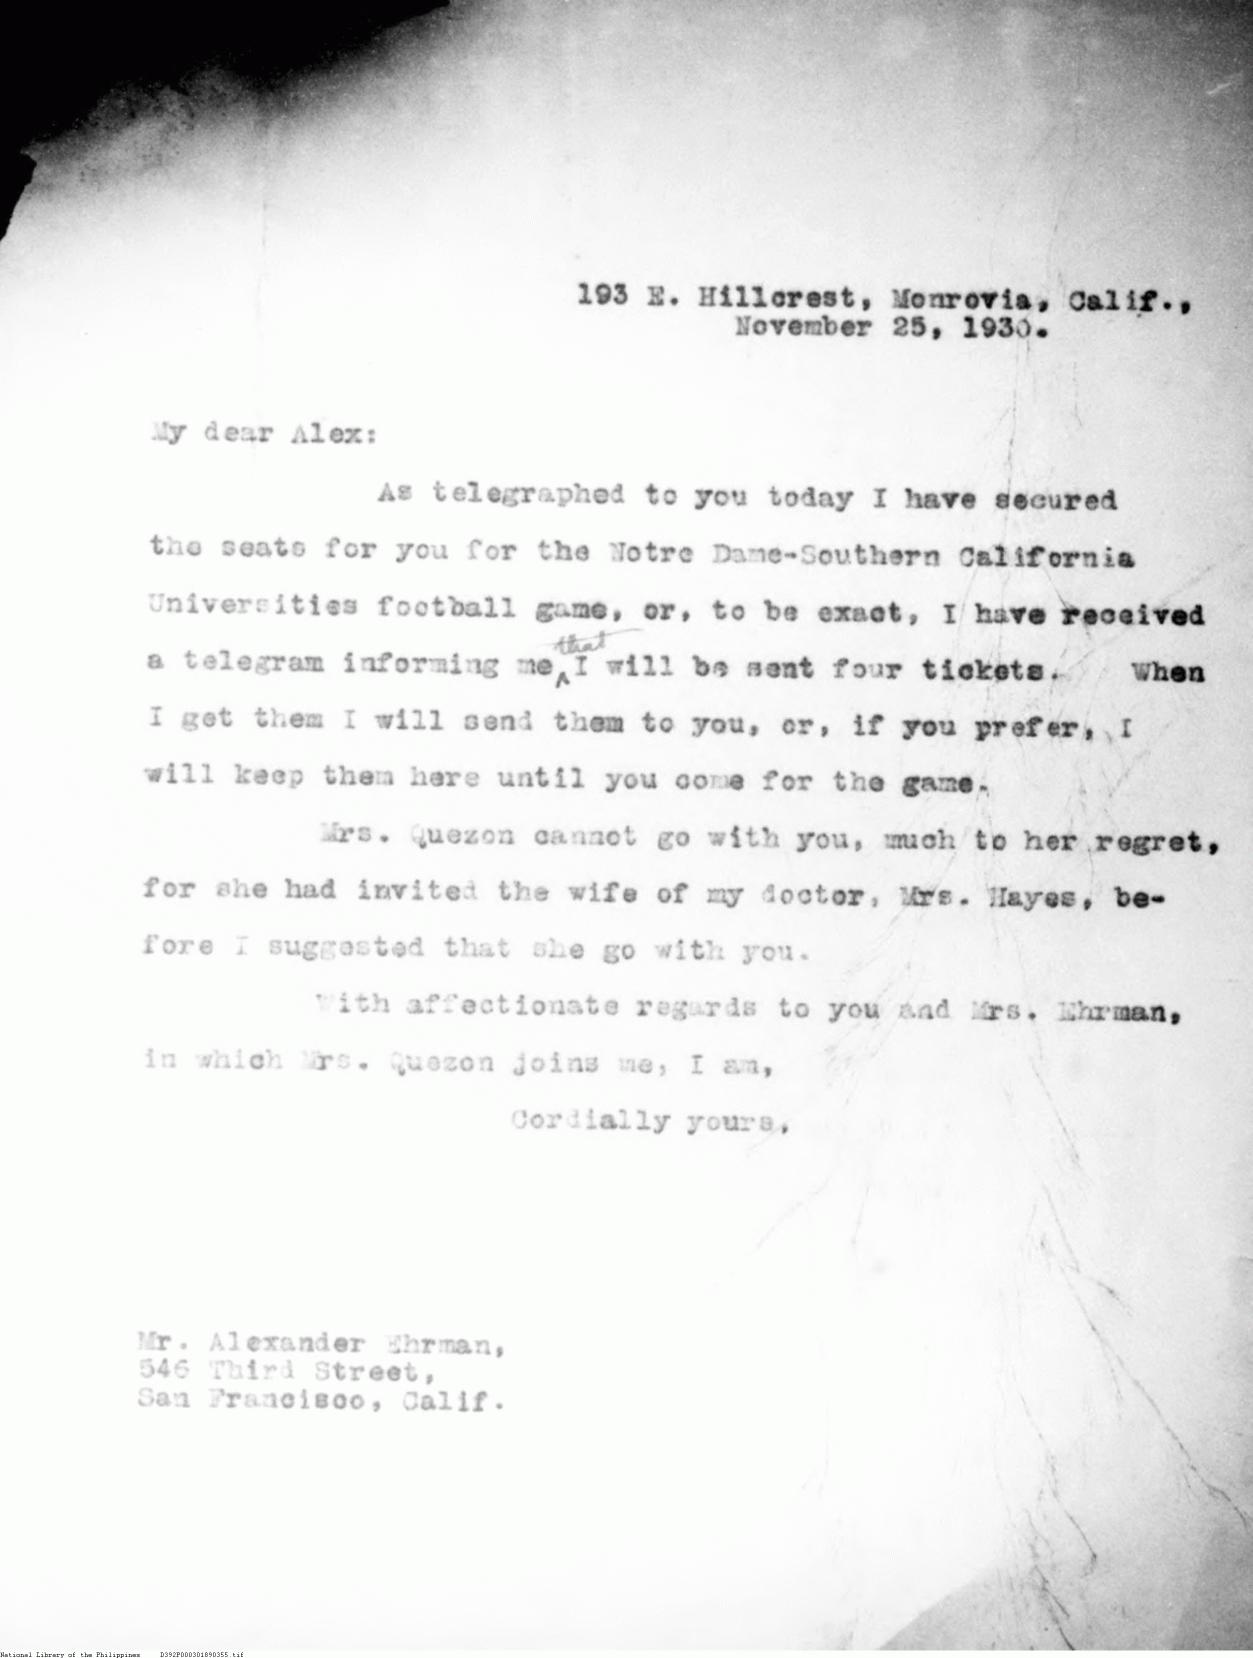 193 E. Hillcrest, Monrovia, Calif.,
November 25, 1930.
My dear Alex:
As telegraphed to you today I have secured
the seats for you for the Notre Dame-Southern California
Universities football game, or, to be exact, I have received
a telegram informing me that I will be sent four tickets. When
I get them I will send them to you, or, if you prefer, I
will keep them here until you come for the game.
Mrs. Quezon cannot go with you, much to her regret,
for she had invited the wife of my doctor, Mrs. Hayes, be-
fore I suggested that she go with you.
With affectionate regards to you and Mrs. Ehrman,
in which Mrs. Quezon joins me, I am,
Cordially yours,
Mr. Alexander Ehrman,
546 Third Street,
San Francisco, Calif.
National Library of the Philippines D392P000301890355.tif